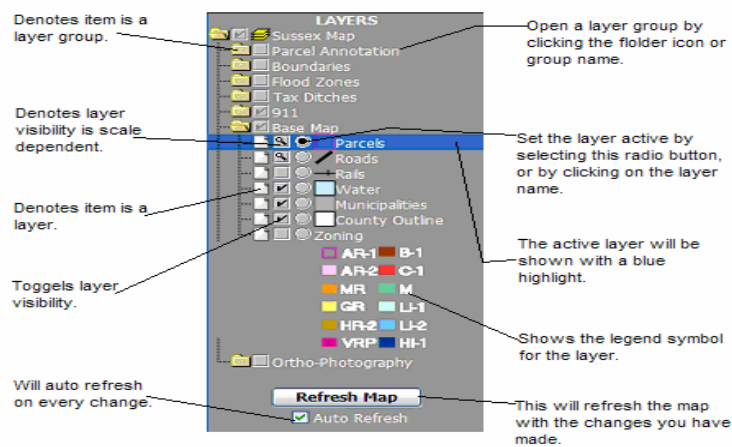 Denotes item is a
layer group.
Denotes layer
visibility is scale
dependent.
Denotes item is a
layer.
Toggels layer
visibility.
Will auto refresh
on every change.
LAYERS
Sussex Map
Parcel Annotation
Boundaries
Flood Zones
Tax Ditches
911
Base Map
Parcels
Roads
Rails
Water
Municipalities
County Outline
Zoning
AR-1 B-1
AR-2 C-1
MR M
GR LI-1
HR-2 LI-2
VRP HI-1
Ortho-Photography
Refresh Map
Auto Refresh
Open a layer group by
clicking the flolder icon or
group name.
Set the layer active by
selecting this radio button,
or by clicking on the layer
name.
The active layer will be
shown with a blue
highlight.
Shows the legend symbol
for the layer.
This will refresh the map
with the changes you have
made.